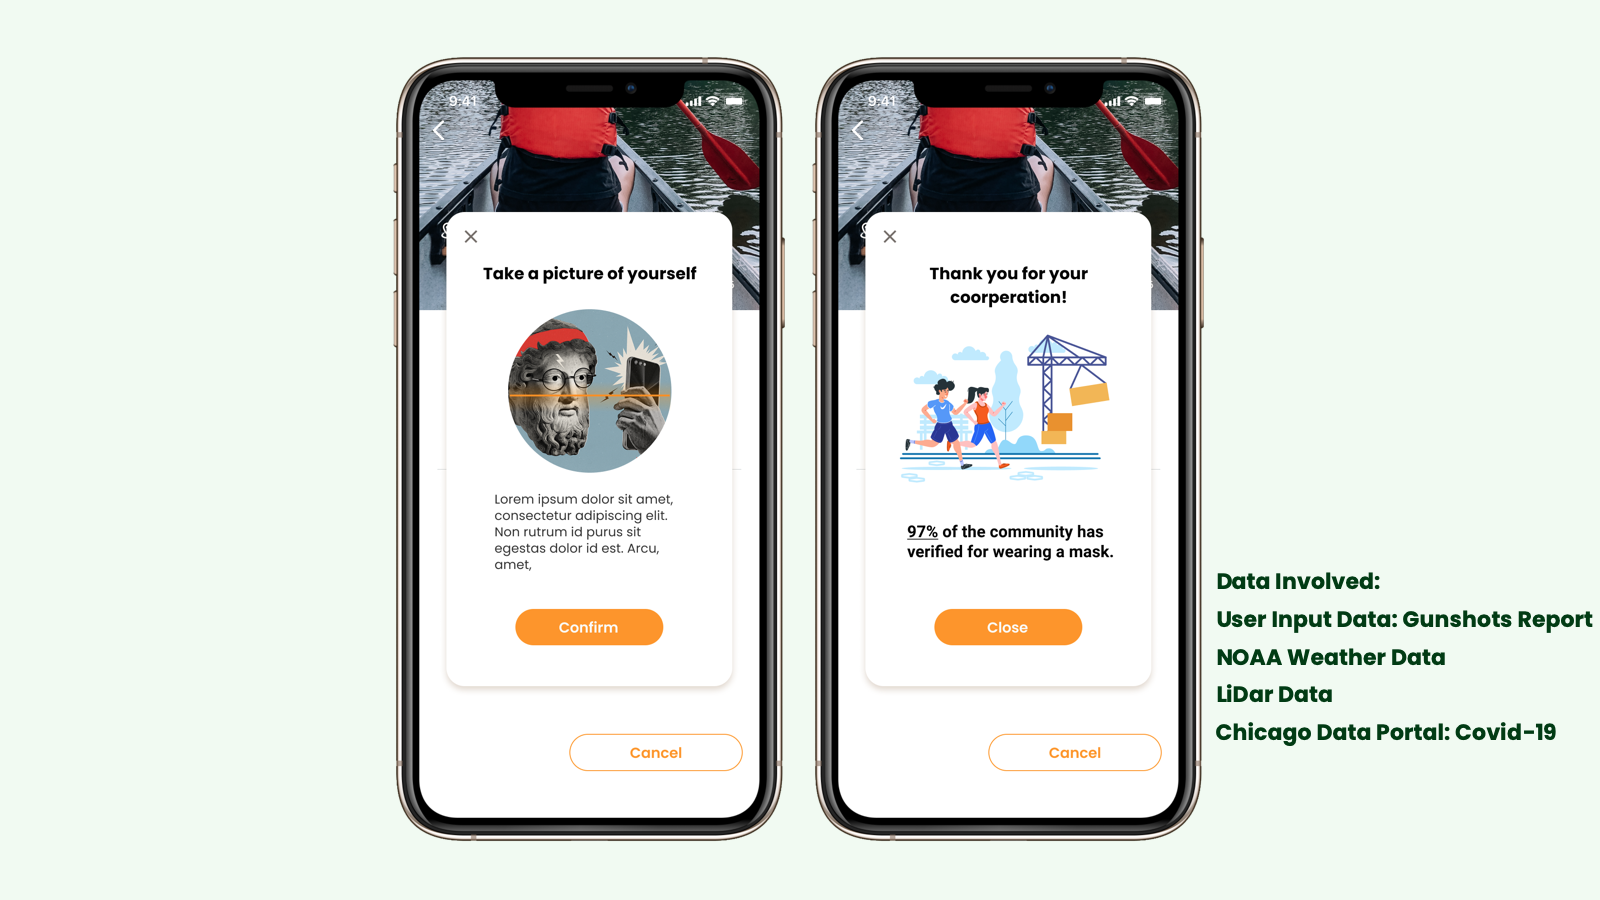 9:41
Take a picture of yourself
Lorem ipsum dolor sit amet,
consectetur adipiscing elit.
Non rutrum id purus sit
egestas dolor id est. Arcu,
amet,
Confirm
Cancel
9:41
Thank you for your
coorperation!
97% of the community has
verified for wearing a mask.
Close
Cancel
Data Involved:
User Input Data: Gunshots Report
NOAA Weather Data
LiDar Data
Chicago Data Portal: Covid-19